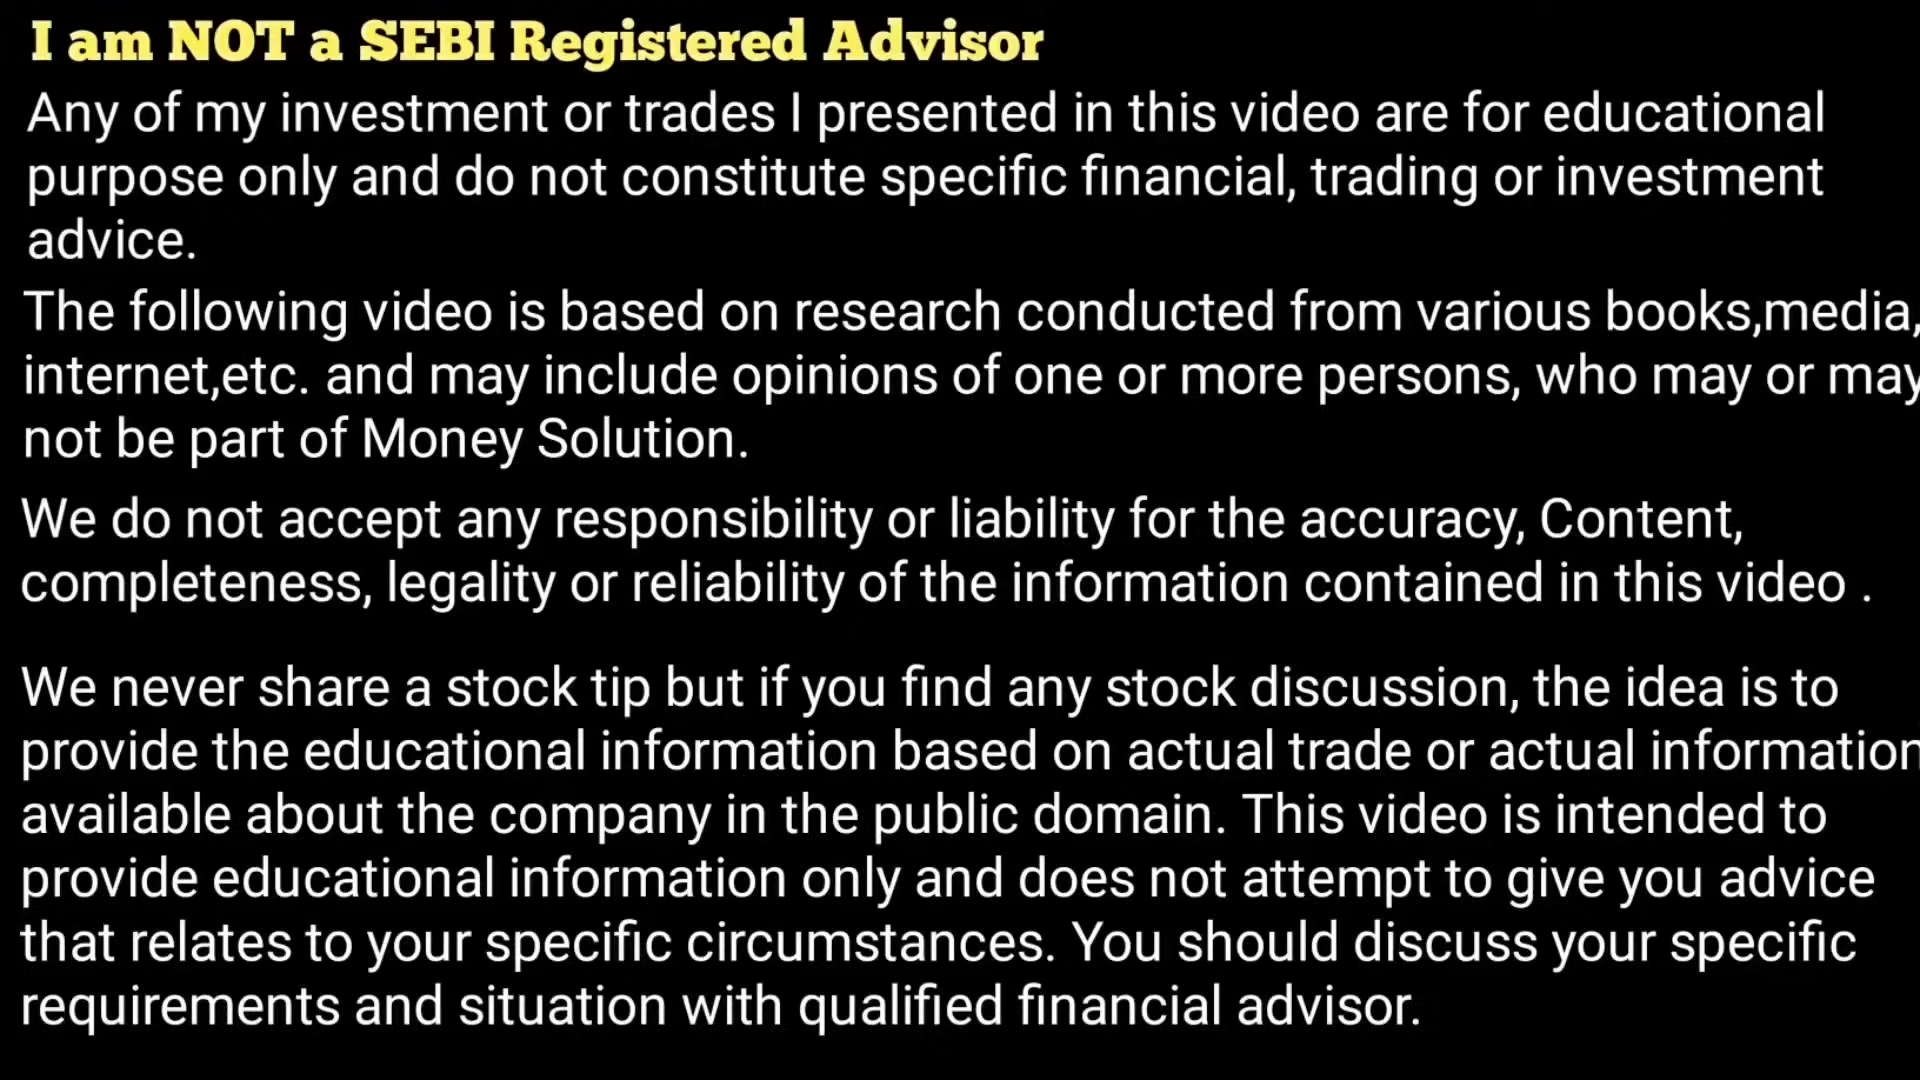 I am NOT a SEBI Registered Advisor
Any of my investment or trades I presented in this video are for educational
purpose only and do not constitute specific financial, trading or investment
advice.
The following video is based on research conducted from various books,media,
internet,etc. and may include opinions of one or more persons, who may or may
not be part of Money Solution.
We do not accept any responsibility or liability for the accuracy, Content,
completeness, legality or reliability of the information contained in this video .
We never share a stock tip but if you find any stock discussion, the idea is to
provide the educational information based on actual trade or actual information
available about the company in the public domain. This video is intended to
provide educational information only and does not attempt to give you advice
that relates to your specific circumstances. You should discuss your specific
requirements and situation with qualified financial advisor.